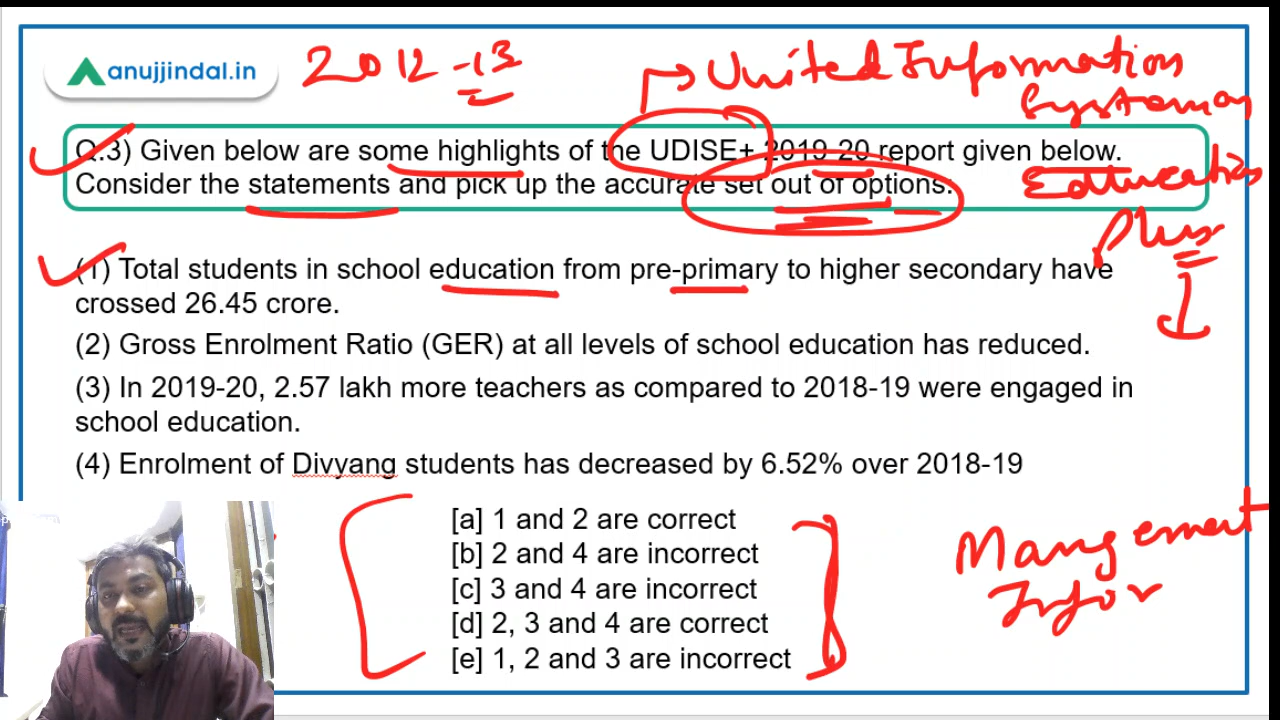 anujjindal.in
2012-13
United Information
System on
Education
Plus
Q.3) Given below are some highlights of the UDISE+ 2019-20 report given below.
Consider the statements and pick up the accurate set out of options:
(1) Total students in school education from pre-primary to higher secondary have
crossed 26.45 crore.
(2) Gross Enrolment Ratio (GER) at all levels of school education has reduced.
(3) In 2019-20, 2.57 lakh more teachers as compared to 2018-19 were engaged in
school education.
(4) Enrolment of Divyang students has decreased by 6.52% over 2018-19
[a] 1 and 2 are correct
[b] 2 and 4 are incorrect
[c] 3 and 4 are incorrect
[d] 2, 3 and 4 are correct
[e] 1, 2 and 3 are incorrect
Mangement
Infor